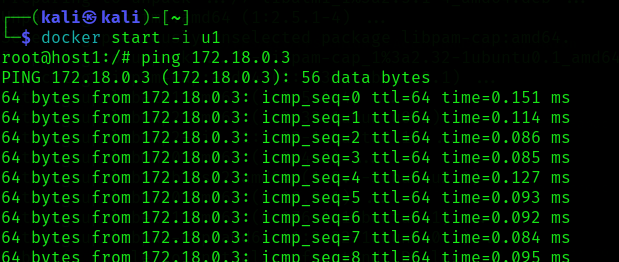 ┌──(kali㉿kali)-[~]
└─$ docker start -i u1
root@host1:/# ping 172.18.0.3
PING 172.18.0.3 (172.18.0.3): 56 data bytes
64 bytes from 172.18.0.3: icmp_seq=0 ttl=64 time=0.151 ms
64 bytes from 172.18.0.3: icmp_seq=1 ttl=64 time=0.114 ms
64 bytes from 172.18.0.3: icmp_seq=2 ttl=64 time=0.086 ms
64 bytes from 172.18.0.3: icmp_seq=3 ttl=64 time=0.085 ms
64 bytes from 172.18.0.3: icmp_seq=4 ttl=64 time=0.127 ms
64 bytes from 172.18.0.3: icmp_seq=5 ttl=64 time=0.093 ms
64 bytes from 172.18.0.3: icmp_seq=6 ttl=64 time=0.092 ms
64 bytes from 172.18.0.3: icmp_seq=7 ttl=64 time=0.084 ms
64 bytes from 172.18.0.3: icmp_seq=8 ttl=64 time=0.095 ms